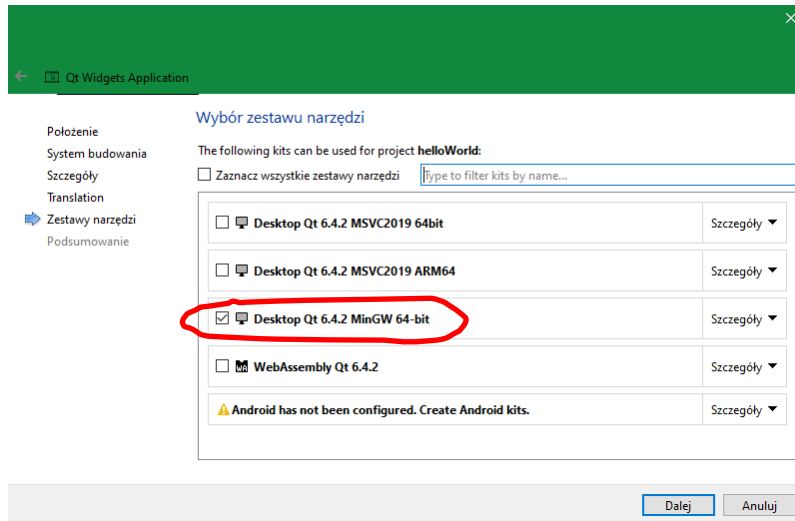 Qt Widgets Application
Wybór zestawu narzędzi
Położenie
System budowania
Szczegóły
Translation
Zestawy narzędzi
Podsumowanie
The following kits can be used for project helloWorld:
Zaznacz wszystkie zestawy narzędzi
Type to filter kits by name...
Desktop Qt 6.4.2 MSVC2019 64bit Szczegóły
Desktop Qt 6.4.2 MSVC2019 ARM64 Szczegóły
Desktop Qt 6.4.2 MinGW 64-bit Szczegóły
WA WebAssembly Qt 6.4.2 Szczegóły
Android has not been configured. Create Android kits. Szczegóły
Dalej Anuluj